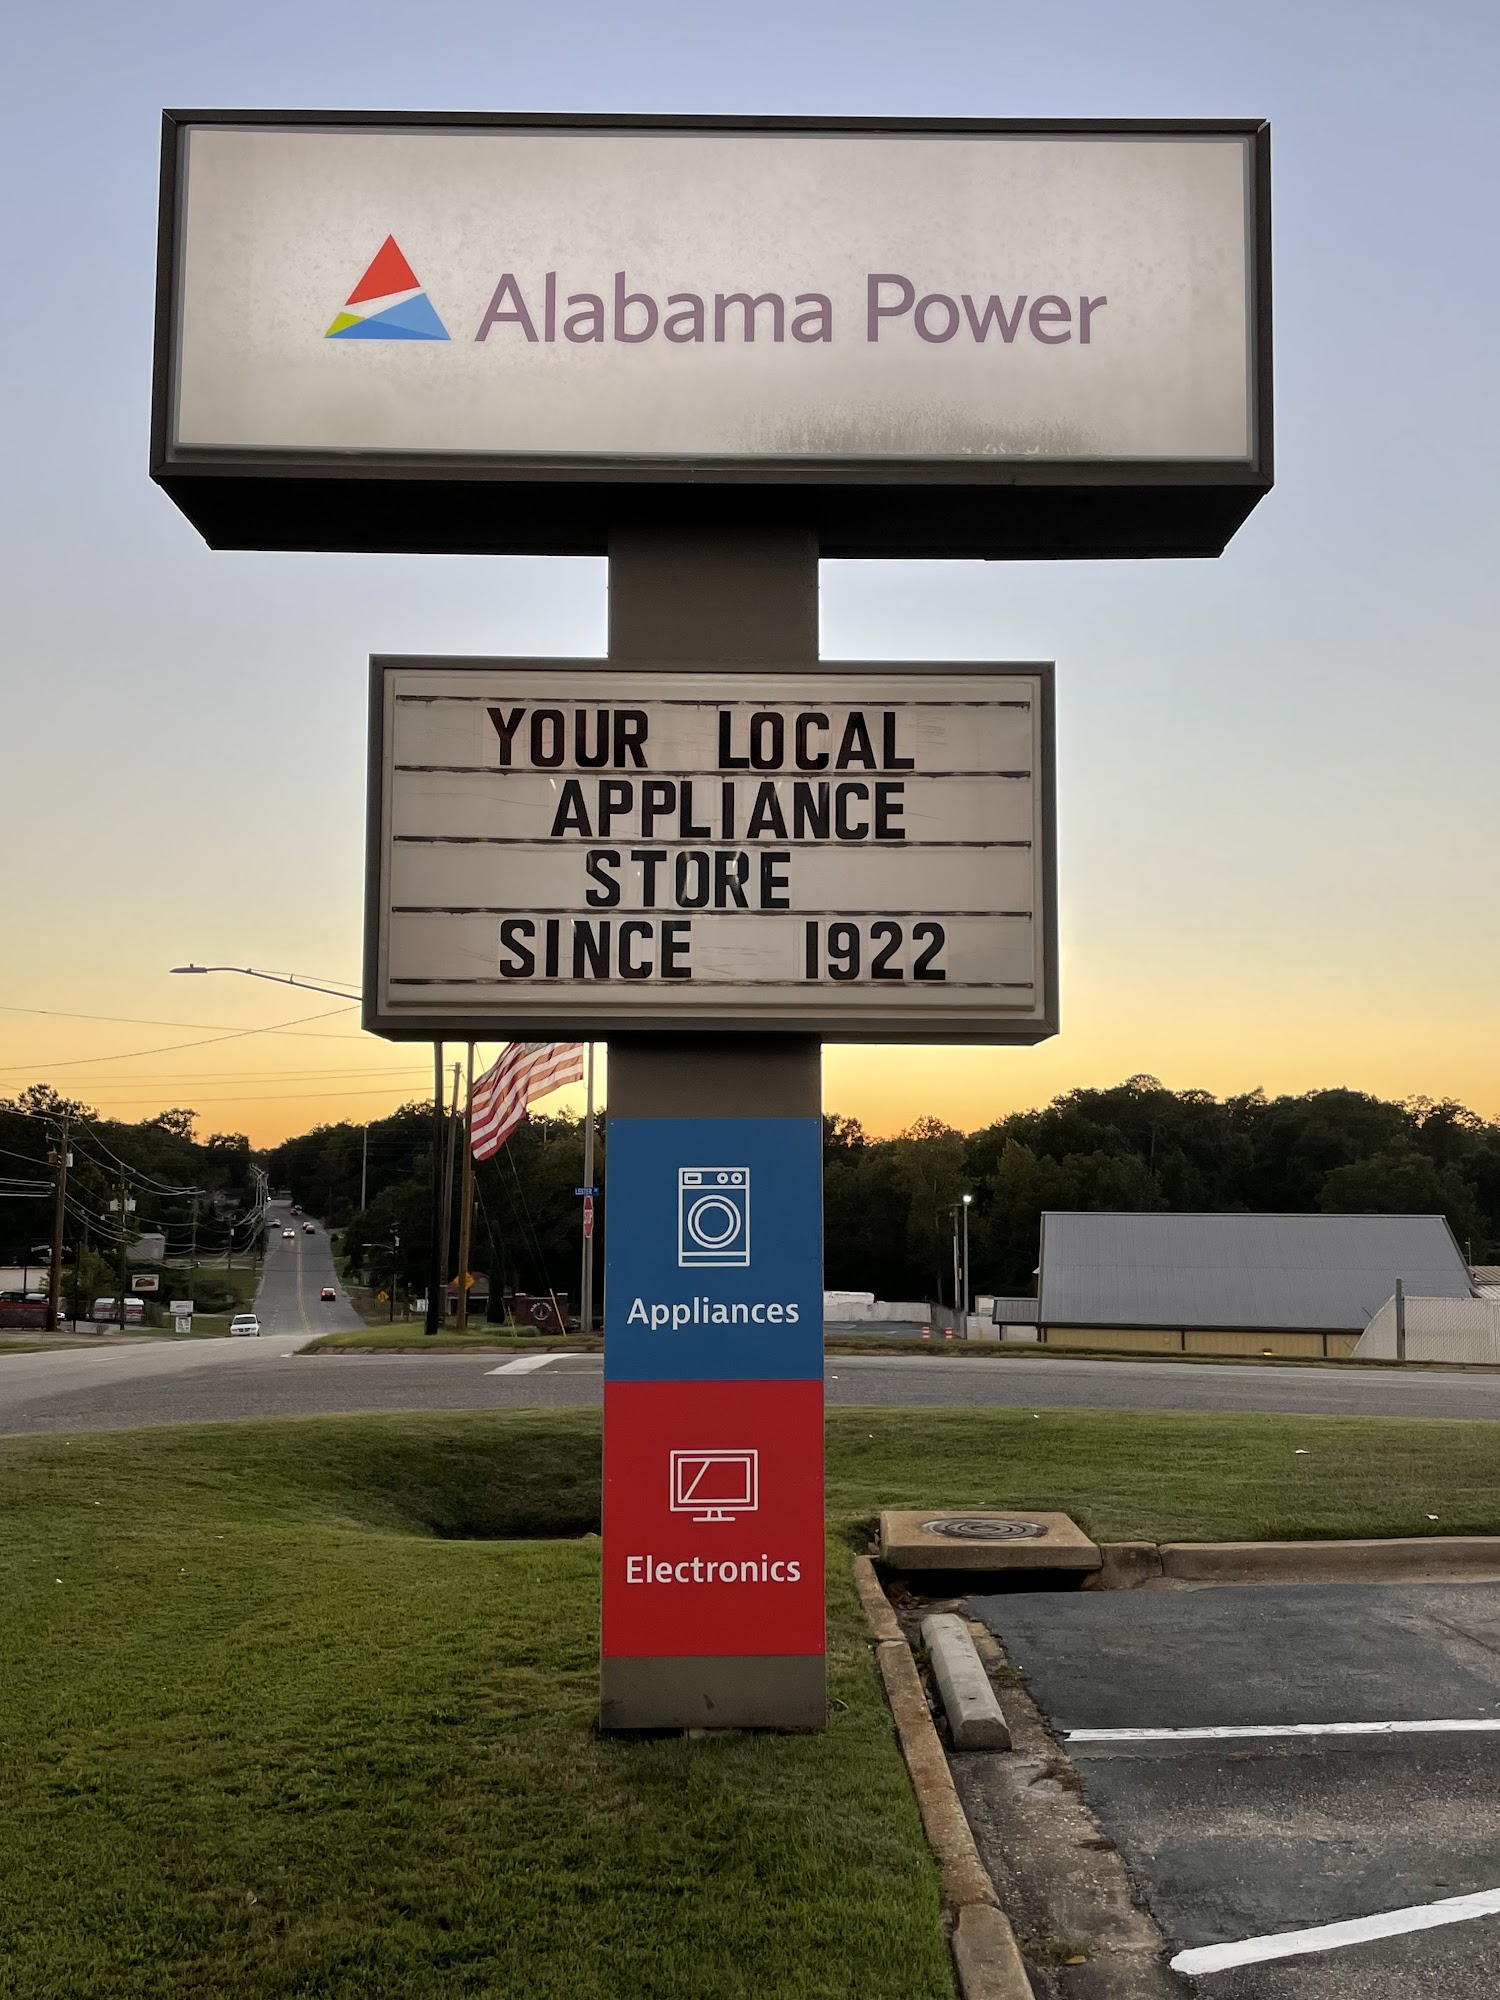 Alabama Power
YOUR LOCAL
APPLIANCE
STORE
SINCE 1922
Appliances
Electronics